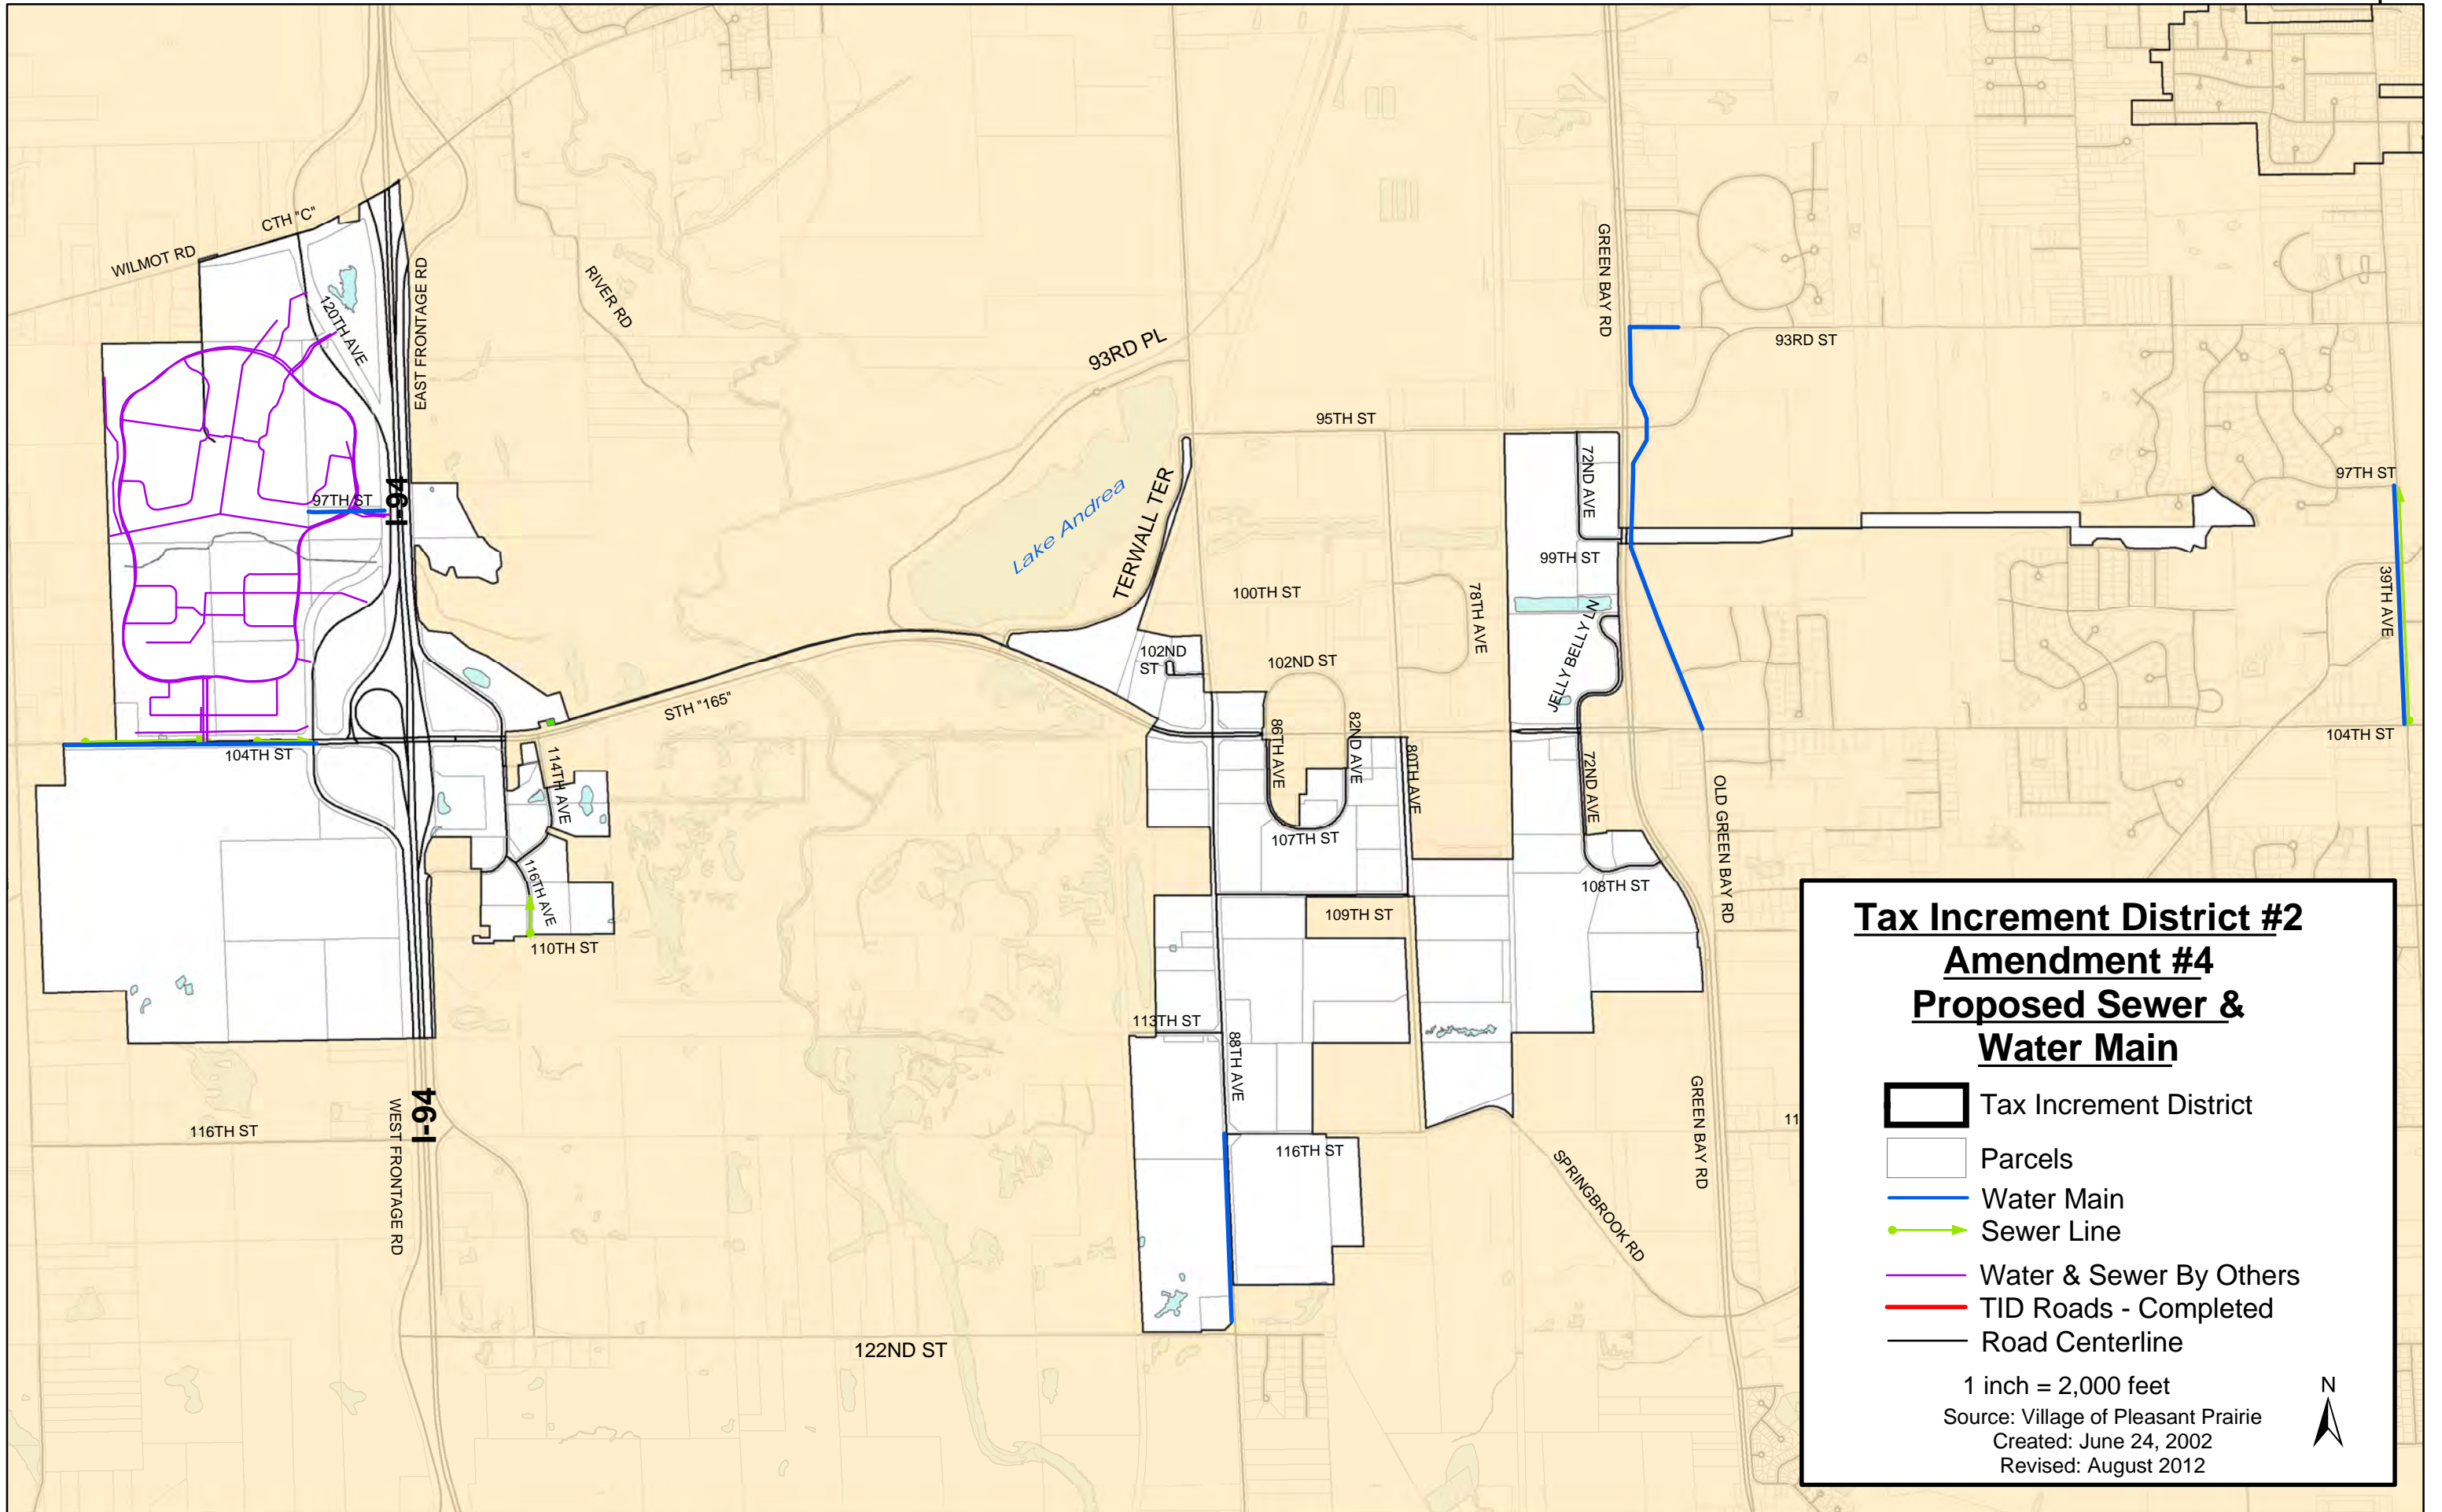 CTH "C"
WILMOT RD
120TH AVE
EAST FRONTAGE RD
RIVER RD
GREEN BAY RD
93RD PL
93RD ST
95TH ST
97TH ST
I-94
Lake Andrea
TERWALL TER
72ND AVE
97TH ST
99TH ST
100TH ST
78TH AVE
39TH AVE
102ND
ST
102ND ST
JELLY BELLY LN
STH "165"
104TH ST
114TH AVE
86TH AVE
82ND AVE
80TH AVE
72ND AVE
104TH ST
OLD GREEN BAY RD
107TH ST
116TH AVE
108TH ST
109TH ST
110TH ST
113TH ST
88TH AVE
I-94
WEST FRONTAGE RD
116TH ST
116TH ST
GREEN BAY RD
11
SPRINGBROOK RD
122ND ST
Tax Increment District #2
Amendment #4
Proposed Sewer &
Water Main
Tax Increment District
Parcels
Water Main
Sewer Line
Water & Sewer By Others
TID Roads - Completed
Road Centerline
1 inch = 2,000 feet
N
Source: Village of Pleasant Prairie
Created: June 24, 2002
Revised: August 2012